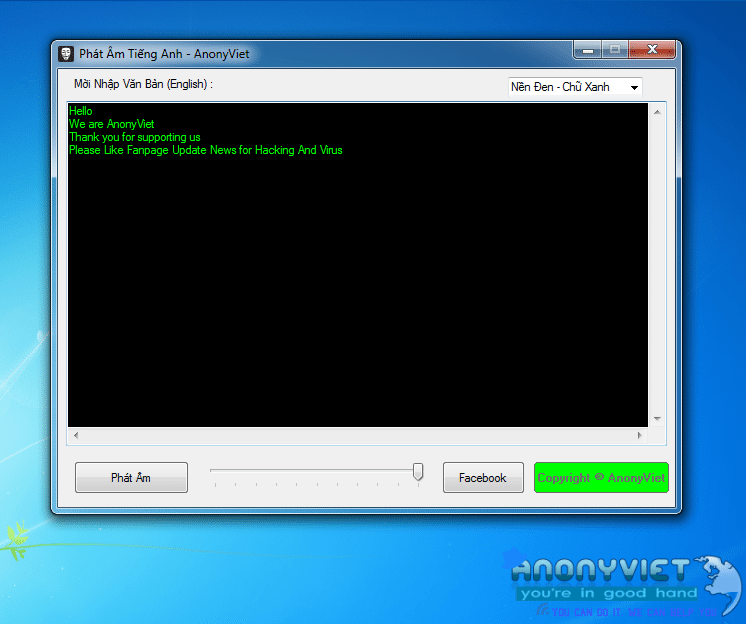 Phát Âm Tiếng Anh - AnonyViet
Mời Nhập Văn Bản (English) :
Nền Đen - Chữ Xanh
Hello
We are AnonyViet
Thank you for supporting us
Please Like Fanpage Update News for Hacking And Virus
Phát Âm
Facebook
Copyright © AnonyViet
ANONYVIET
you're in good hand
YOU CAN DO IT,